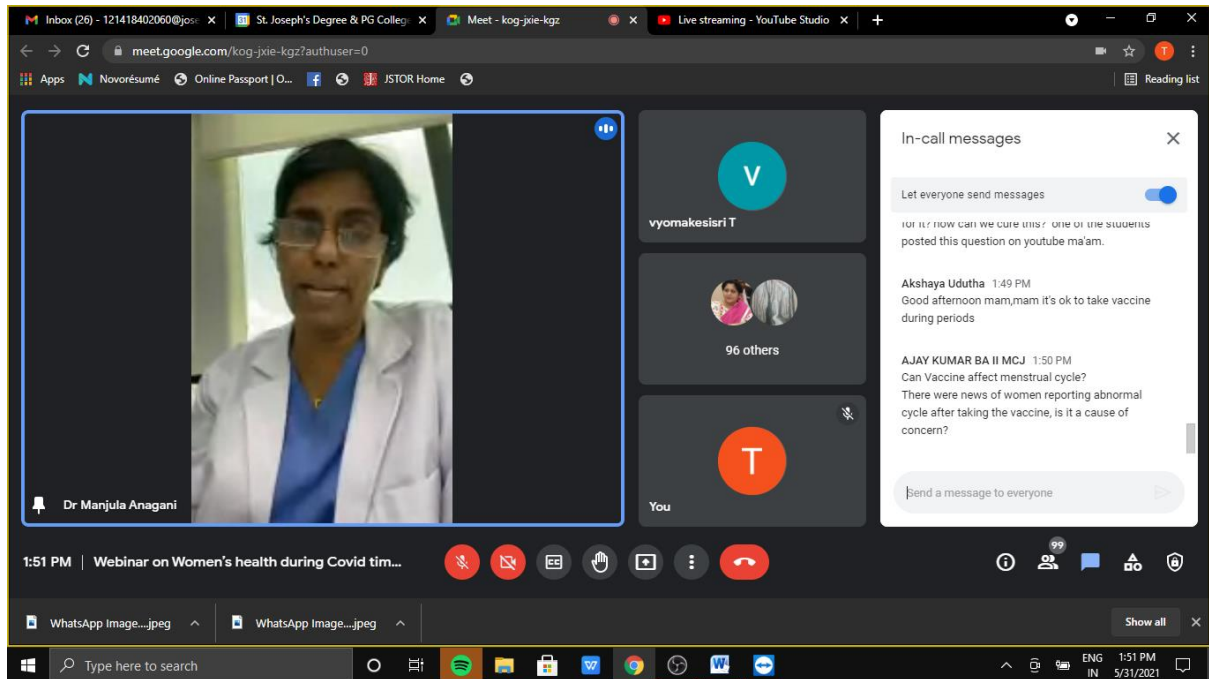 Inbox (26) - 121418402060@jose
St. Joseph's Degree & PG College
Meet - kog-jxie-kgz
Live streaming - YouTube Studio
meet.google.com/kog-jxie-kgz?authuser=0
T
Apps
Novorésumé
Online Passport | O...
JSTOR Home
Reading list
Dr Manjula Anagani
V
vyomakesisri T
96 others
T
You
In-call messages
Let everyone send messages
for it? how can we cure this? one of the students
posted this question on youtube ma'am.
Akshaya Udutha 1:49 PM
Good afternoon mam,mam it's ok to take vaccine
during periods
AJAY KUMAR BA II MCJ 1:50 PM
Can Vaccine affect menstrual cycle?
There were news of women reporting abnormal
cycle after taking the vaccine, is it a cause of
concern?
Send a message to everyone
1:51 PM | Webinar on Women's health during Covid tim...
99
WhatsApp Image....jpeg
WhatsApp Image....jpeg
Show all
Type here to search
ENG
IN
1:51 PM
5/31/2021